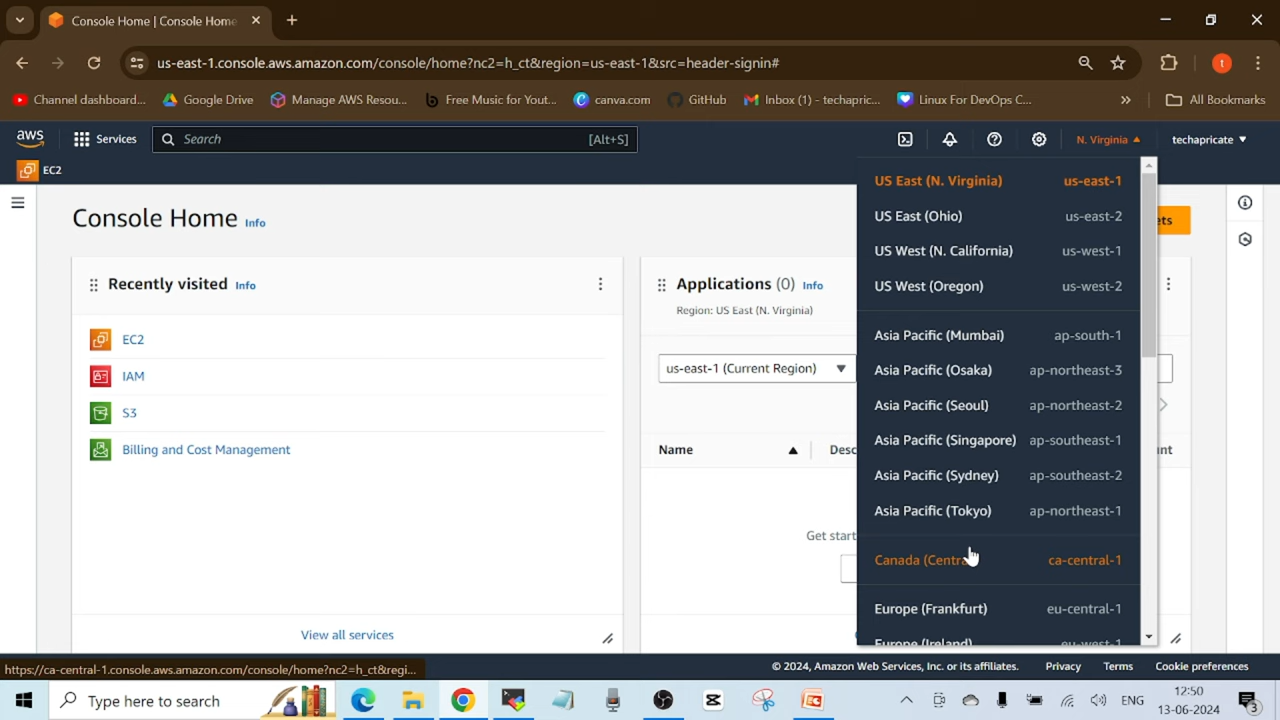 Console Home | Console Home
us-east-1.console.aws.amazon.com/console/home?nc2=h_ct&region=us-east-1&src=header-signin#
Channel dashboard... Google Drive Manage AWS Resou... Free Music for Yout... canva.com GitHub Inbox (1) - techapric... Linux For DevOps C... » All Bookmarks
aws Services Search [Alt+S] N. Virginia techapricate
EC2
Console Home Info
Recently visited Info
EC2
IAM
S3
Billing and Cost Management
View all services
Applications (0) Info
Region: US East (N. Virginia)
us-east-1 (Current Region)
Name
Get start
US East (N. Virginia) us-east-1
US East (Ohio) us-east-2
US West (N. California) us-west-1
US West (Oregon) us-west-2
Asia Pacific (Mumbai) ap-south-1
Asia Pacific (Osaka) ap-northeast-3
Asia Pacific (Seoul) ap-northeast-2
Asia Pacific (Singapore) ap-southeast-1
Asia Pacific (Sydney) ap-southeast-2
Asia Pacific (Tokyo) ap-northeast-1
Canada (Centra ca-central-1
Europe (Frankfurt) eu-central-1
Europe (Ireland) eu-west-1
https://ca-central-1.console.aws.amazon.com/console/home?nc2=h_ct&regi...
© 2024, Amazon Web Services, Inc. or its affiliates. Privacy Terms Cookie preferences
Type here to search
ENG
12:50
13-06-2024
3